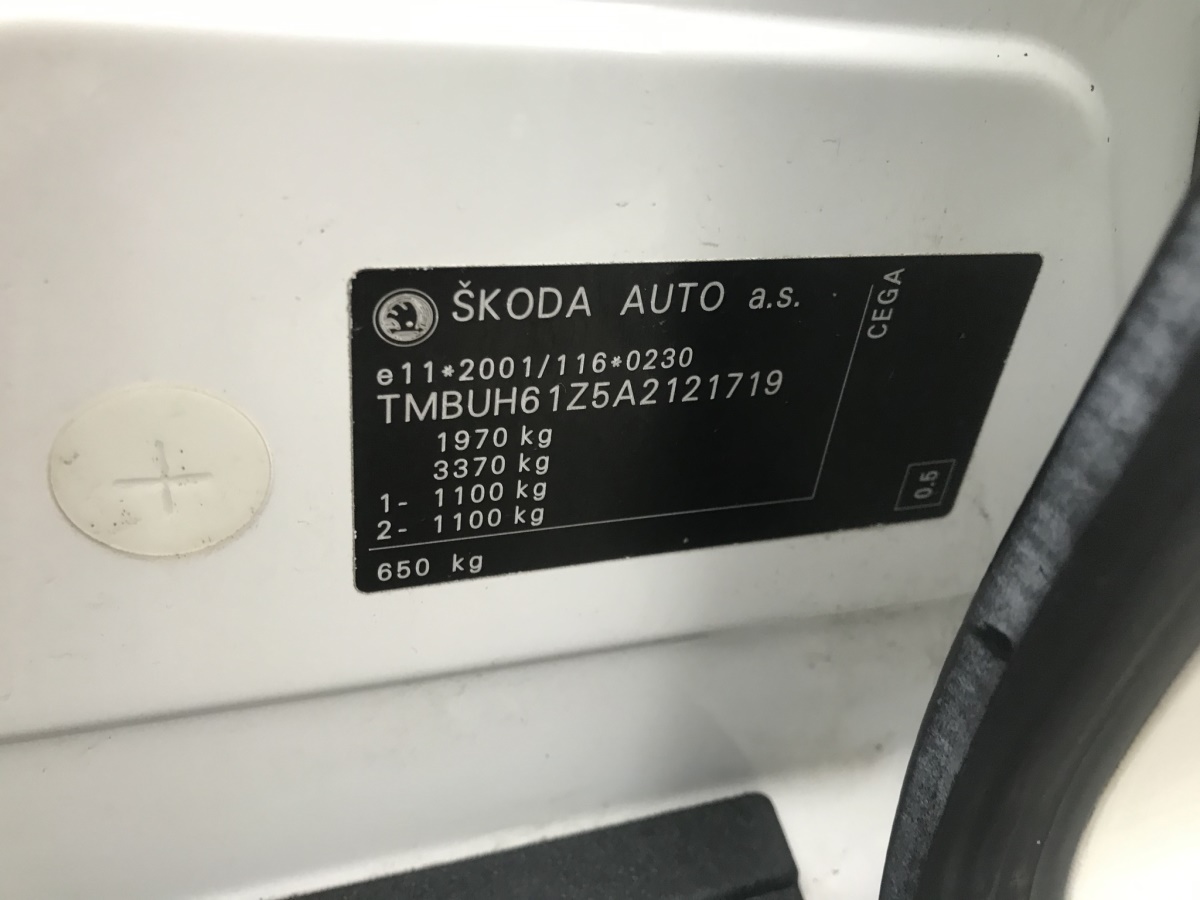 ŠKODA AUTO a.s.
CEGA
e11*2001/116*0230
TMBUH61Z5A2121719
1970 kg
3370 kg
1- 1100 kg
2- 1100 kg
650 kg
0.5